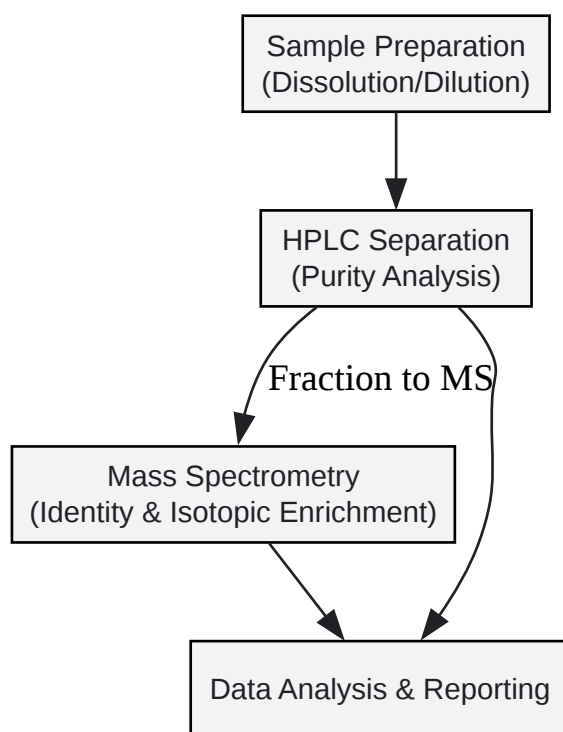 Sample Preparation
(Dissolution/Dilution)
HPLC Separation
(Purity Analysis)
Fraction to MS
Mass Spectrometry
(Identity & Isotopic Enrichment)
Data Analysis & Reporting